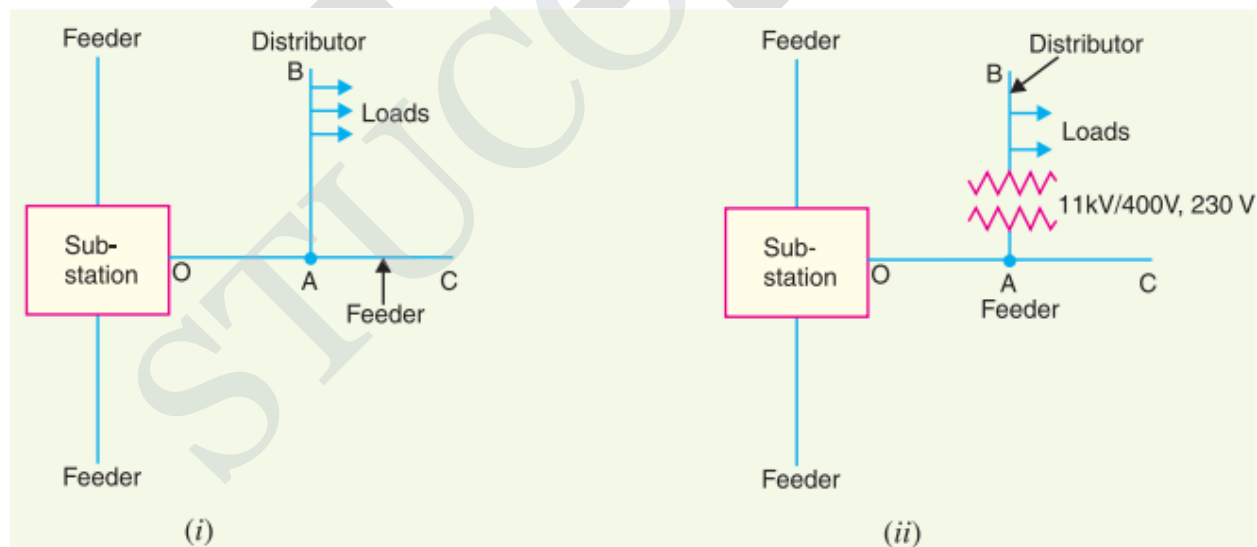 Feeder
Distributor
B
Loads
Sub-
station
O
A
C
Feeder
Feeder
(i)
Feeder
Distributor
B
Loads
11kV/400V, 230 V
Sub-
station
O
A
C
Feeder
Feeder
(ii)